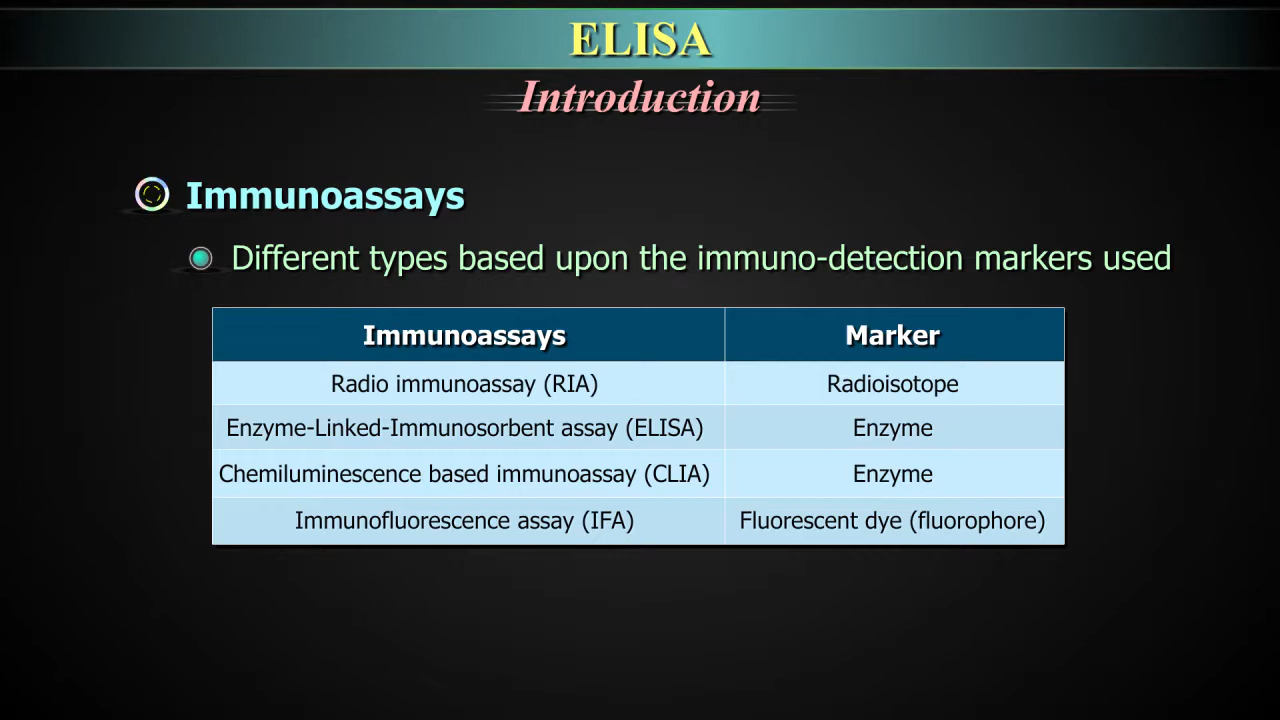 ELISA
Introduction
Immunoassays
Different types based upon the immuno-detection markers used
Immunoassays Marker
Radio immunoassay (RIA) Radioisotope
Enzyme-Linked-Immunosorbent assay (ELISA) Enzyme
Chemiluminescence based immunoassay (CLIA) Enzyme
Immunofluorescence assay (IFA) Fluorescent dye (fluorophore)